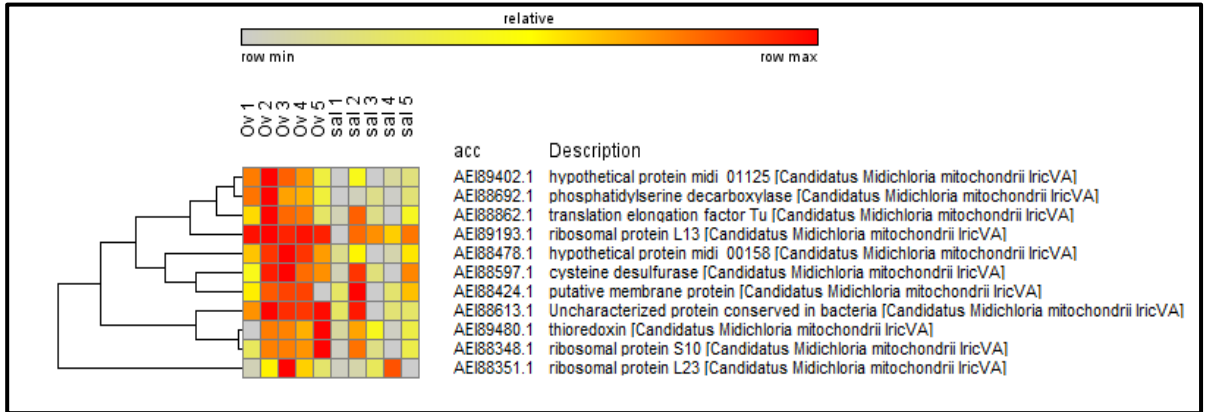 relative
row min row max
Ov 1 Ov 2 Ov 3 Ov 4 Ov 5 sal 1 sal 2 sal 3 sal 4 sal 5
acc Description
AEI89402.1 hypothetical protein midi_01125 [Candidatus Midichloria mitochondrii IricVA]
AEI88692.1 phosphatidylserine decarboxylase [Candidatus Midichloria mitochondrii IricVA]
AEI88862.1 translation elongation factor Tu [Candidatus Midichloria mitochondrii IricVA]
AEI89193.1 ribosomal protein L13 [Candidatus Midichloria mitochondrii IricVA]
AEI88478.1 hypothetical protein midi_00158 [Candidatus Midichloria mitochondrii IricVA]
AEI88597.1 cysteine desulfurase [Candidatus Midichloria mitochondrii IricVA]
AEI88424.1 putative membrane protein [Candidatus Midichloria mitochondrii IricVA]
AEI88613.1 Uncharacterized protein conserved in bacteria [Candidatus Midichloria mitochondrii IricVA]
AEI89480.1 thioredoxin [Candidatus Midichloria mitochondrii IricVA]
AEI88348.1 ribosomal protein S10 [Candidatus Midichloria mitochondrii IricVA]
AEI88351.1 ribosomal protein L23 [Candidatus Midichloria mitochondrii IricVA]